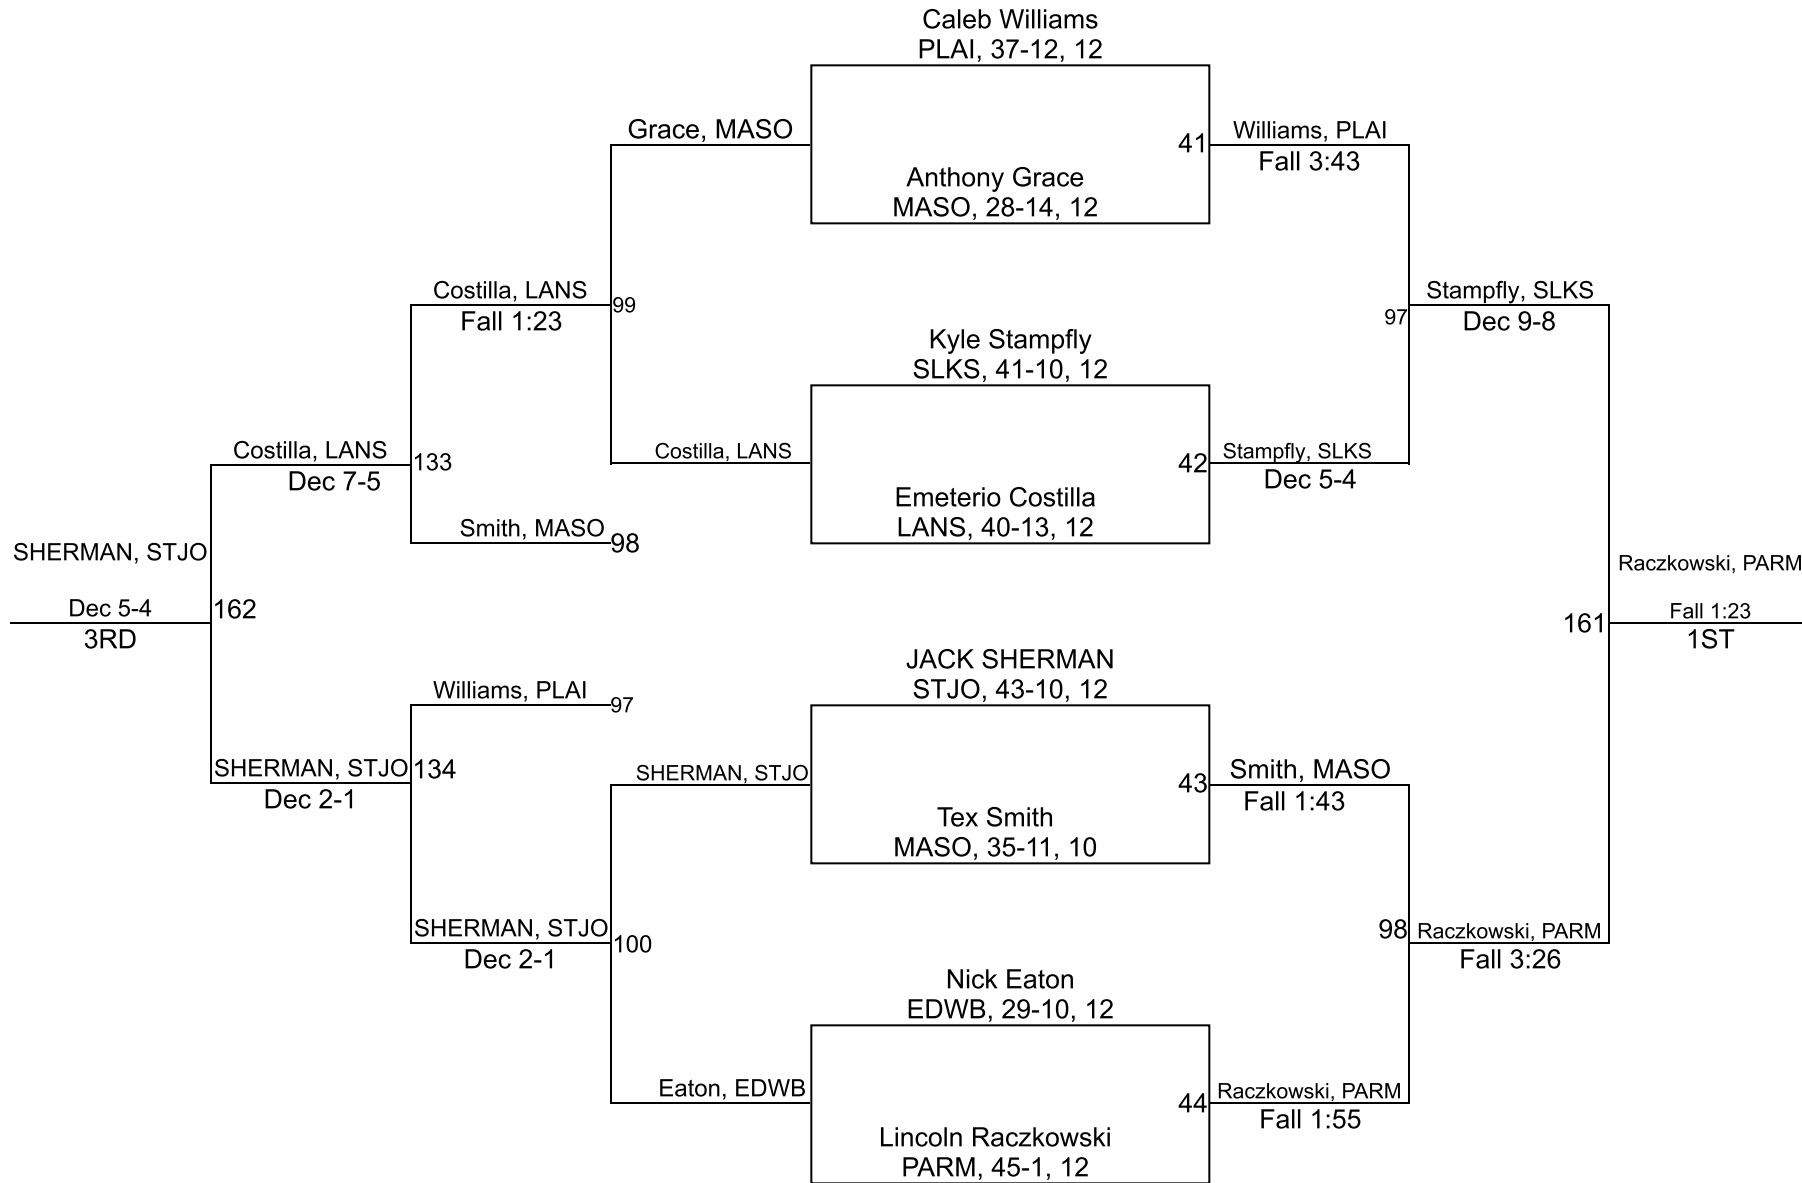 Caleb Williams
PLAI, 37-12, 12
Grace, MASO
41
Williams, PLAI
Fall 3:43
Anthony Grace
MASO, 28-14, 12
Costilla, LANS
Fall 1:23
99
97
Stampfly, SLKS
Dec 9-8
Kyle Stampfly
SLKS, 41-10, 12
Costilla, LANS
Dec 7-5
133
Costilla, LANS
42
Stampfly, SLKS
Dec 5-4
Emeterio Costilla
LANS, 40-13, 12
Smith, MASO
98
SHERMAN, STJO
Dec 5-4
3RD
162
Raczkowski, PARM
161
Fall 1:23
1ST
JACK SHERMAN
STJO, 43-10, 12
Williams, PLAI
97
SHERMAN, STJO
Dec 2-1
134
SHERMAN, STJO
43
Smith, MASO
Fall 1:43
Tex Smith
MASO, 35-11, 10
SHERMAN, STJO
Dec 2-1
100
98
Raczkowski, PARM
Fall 3:26
Nick Eaton
EDWB, 29-10, 12
Eaton, EDWB
44
Raczkowski, PARM
Fall 1:55
Lincoln Raczkowski
PARM, 45-1, 12